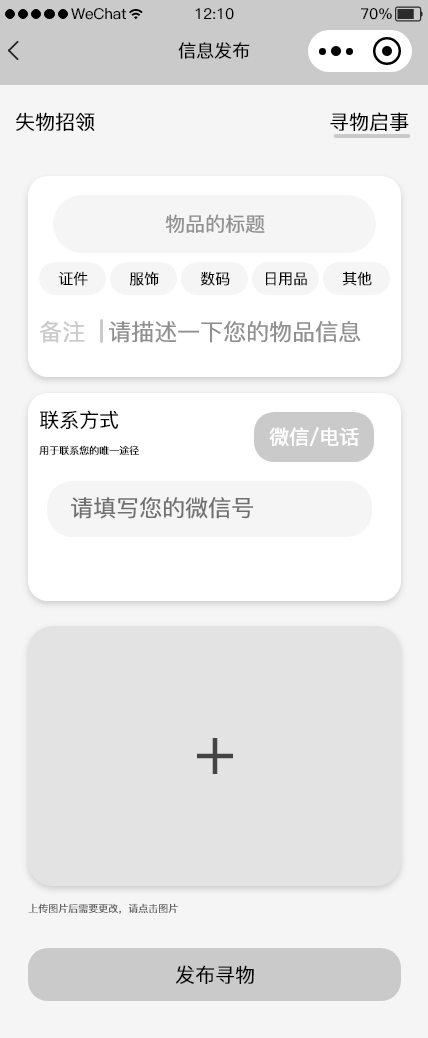 WeChat 12:10 70%
信息发布
失物招领 寻物启事
物品的标题
证件 服饰 数码 日用品 其他
备注 请描述一下您的物品信息
联系方式
微信/电话
用于联系您的唯一途径
请填写您的微信号
上传图片后需要更改，请点击图片
发布寻物